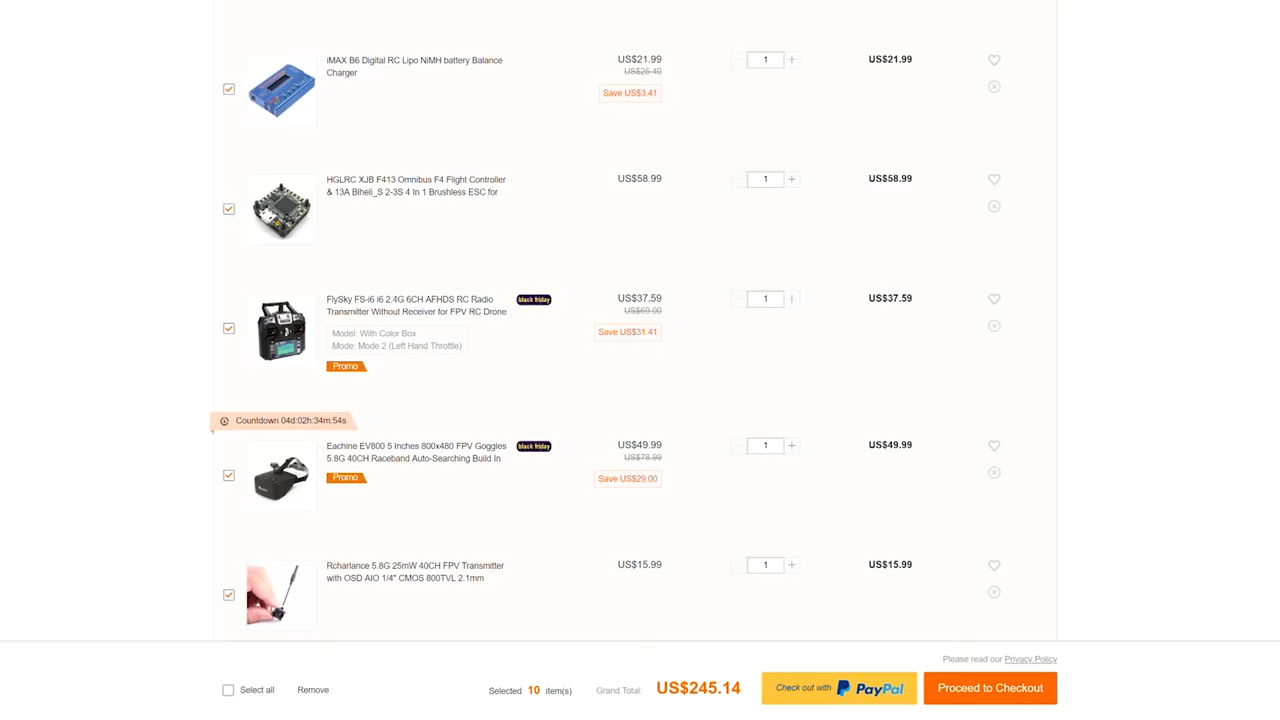 iMAX B6 Digital RC Lipo NiMH battery Balance
Charger
US$21.99
US$25.40
Save US$3.41
1
US$21.99
HGLRC XJB F413 Omnibus F4 Flight Controller
& 13A Blheli_S 2-3S 4 In 1 Brushless ESC for
US$58.99
1
US$58.99
FlySky FS-i6 i6 2.4G 6CH AFHDS RC Radio
Transmitter Without Receiver for FPV RC Drone
black friday
Model: With Color Box
Mode: Mode 2 (Left Hand Throttle)
Promo
US$37.59
US$69.00
Save US$31.41
1
US$37.59
Countdown 04d:02h:34m:54s
Eachine EV800 5 Inches 800x480 FPV Goggles
5.8G 40CH Raceband Auto-Searching Build In
black friday
Promo
US$49.99
US$78.99
Save US$29.00
1
US$49.99
Rcharlance 5.8G 25mW 40CH FPV Transmitter
with OSD AIO 1/4" CMOS 800TVL 2.1mm
US$15.99
1
US$15.99
Please read our Privacy Policy
Select all
Remove
Selected 10 item(s)
Grand Total: US$245.14
Check out with PayPal
Proceed to Checkout